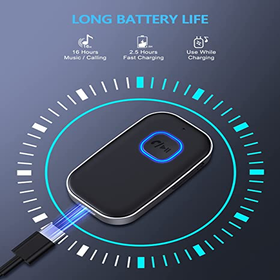 LONG BATTERY LIFE
16 Hours
Music / Calling
2.5 Hours
Fast Charging
Use While
Charging